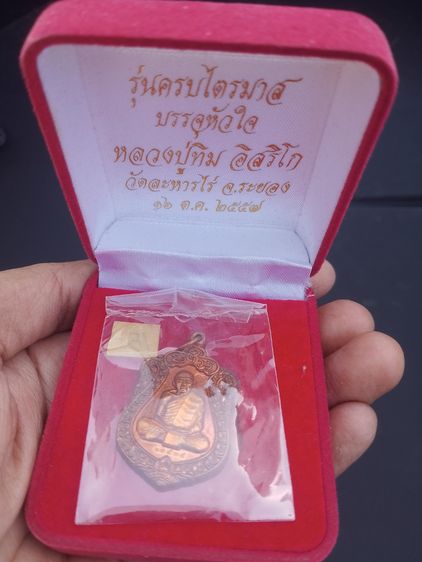 รุ่นครบไตรมาส
บรรจุหัวใจ
หลวงปู่ทิม อิสริโก
วัดละหารไร่ จ.ระยอง
๑๖ ต.ค. ๒๕๕๗